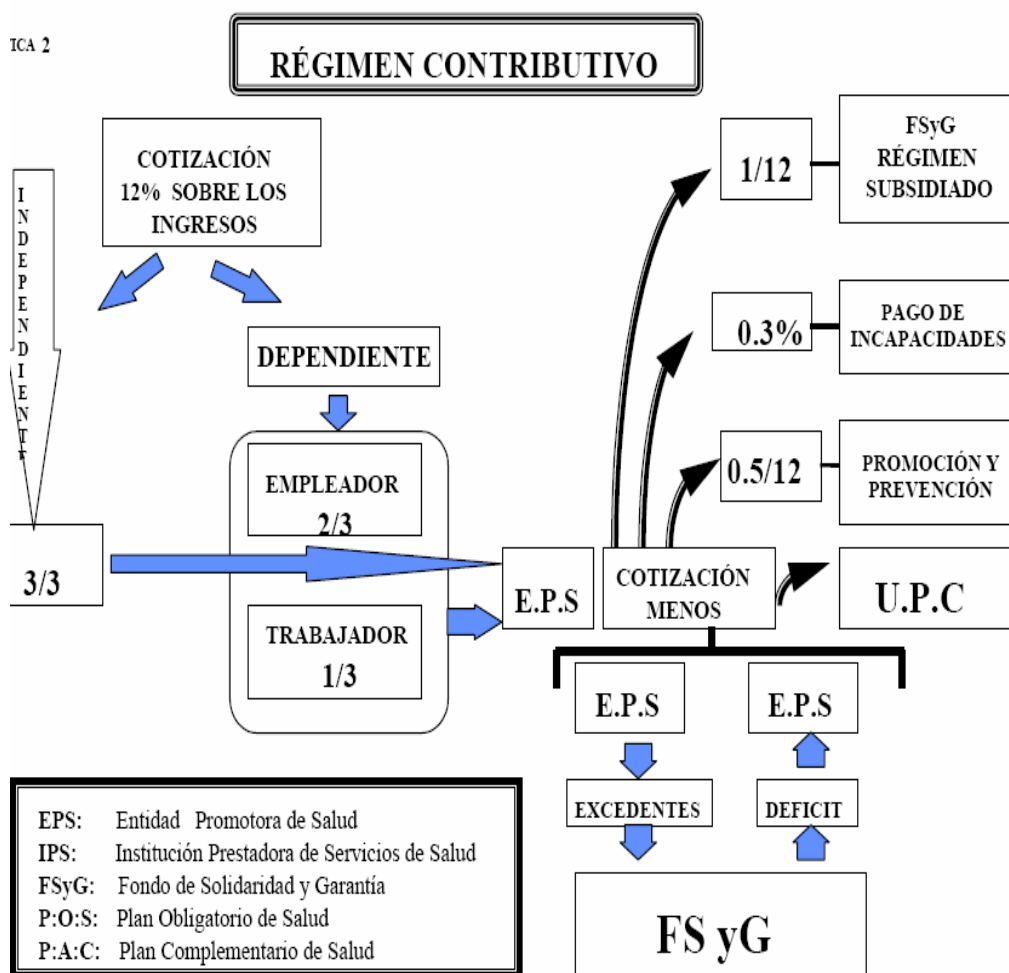 TICA 2
RÉGIMEN CONTRIBUTIVO
COTIZACIÓN
12% SOBRE LOS
INGRESOS
INDEPENDIENT
DEPENDIENTE
EMPLEADOR
2/3
TRABAJADOR
1/3
3/3
E.P.S
COTIZACIÓN
MENOS
1/12
FSyG
RÉGIMEN
SUBSIDIADO
0.3%
PAGO DE
INCAPACIDADES
0.5/12
PROMOCIÓN Y
PREVENCIÓN
U.P.C
E.P.S
E.P.S
EXCEDENTES
DEFICIT
FS yG
EPS: Entidad Promotora de Salud
IPS: Institución Prestadora de Servicios de Salud
FSyG: Fondo de Solidaridad y Garantía
P:O:S: Plan Obligatorio de Salud
P:A:C: Plan Complementario de Salud